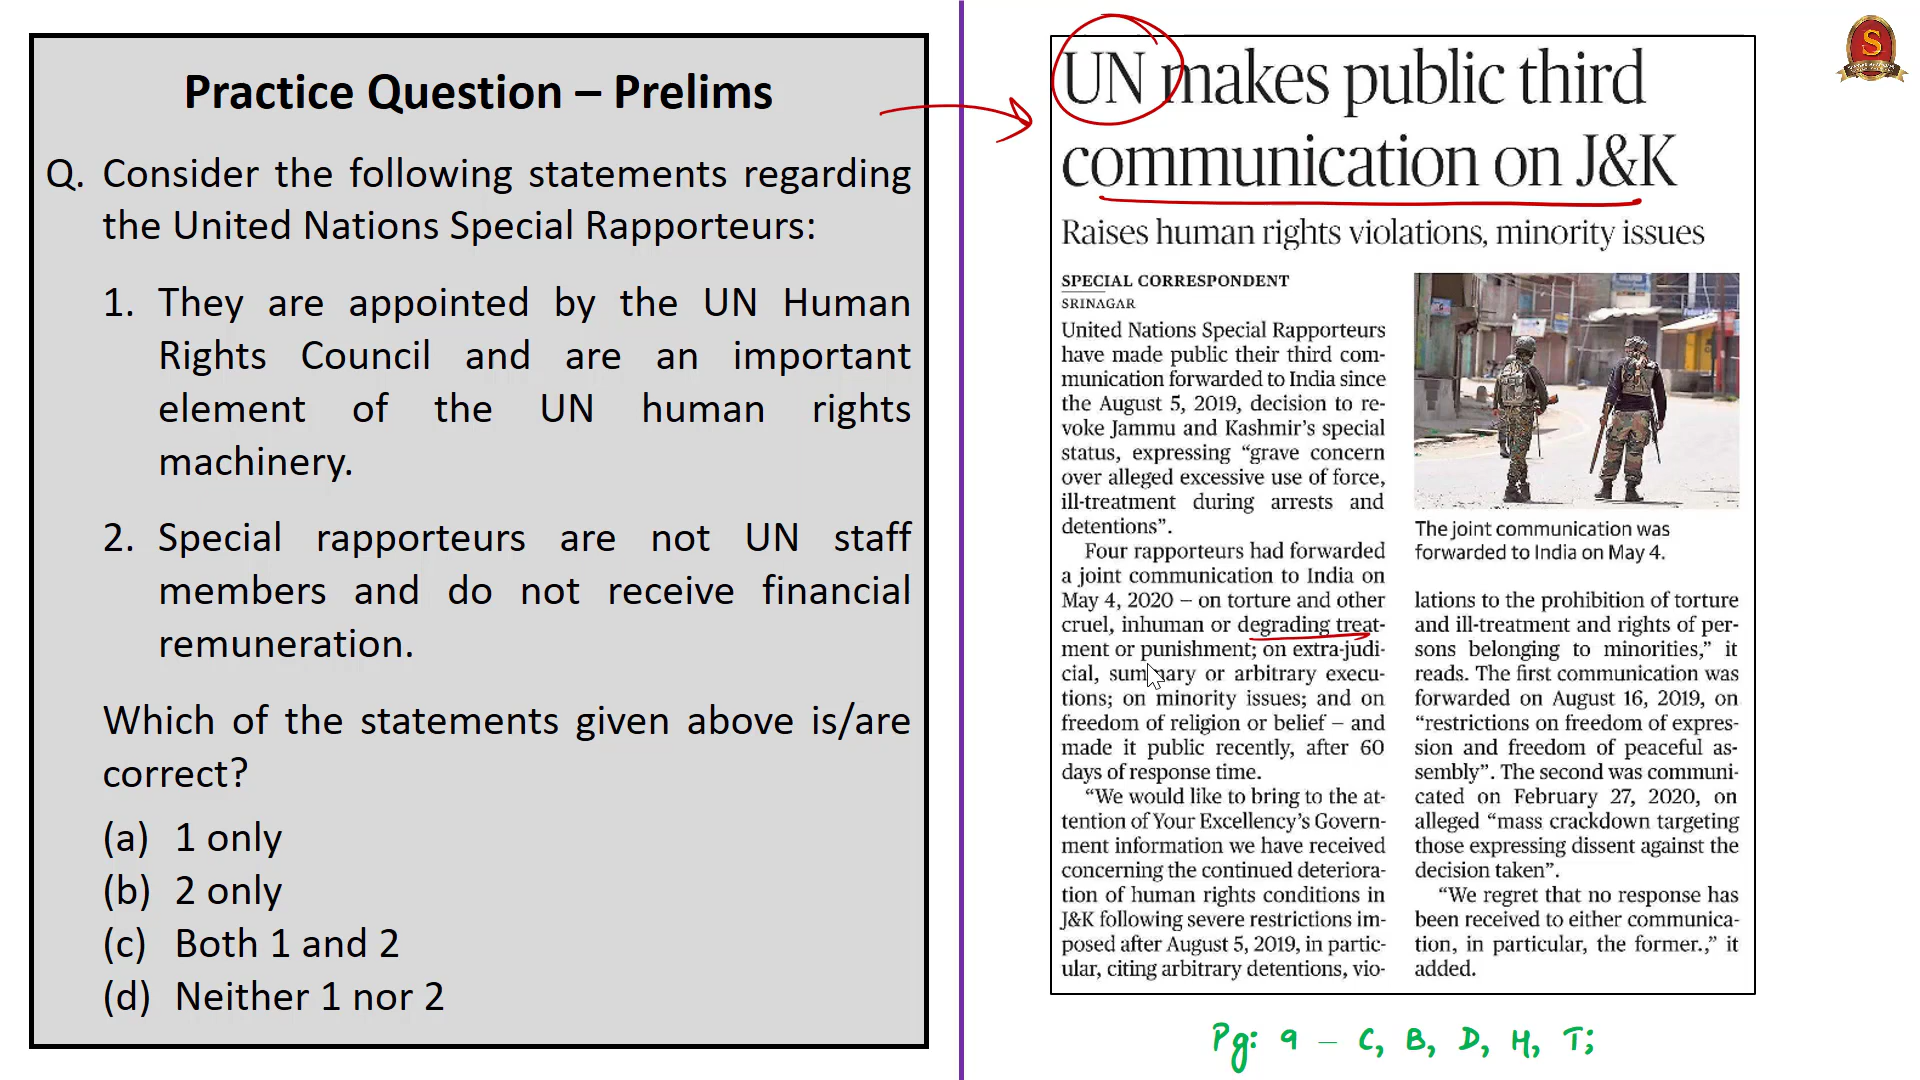 Practice Question – Prelims
Q. Consider the following statements regarding
the United Nations Special Rapporteurs:
1. They are appointed by the UN Human
Rights Council and are an important
element of the UN human rights
machinery.
2. Special rapporteurs are not UN staff
members and do not receive financial
remuneration.
Which of the statements given above is/are
correct?
(a) 1 only
(b) 2 only
(c) Both 1 and 2
(d) Neither 1 nor 2
UN makes public third
communication on J&K
Raises human rights violations, minority issues
SPECIAL CORRESPONDENT
SRINAGAR
United Nations Special Rapporteurs
have made public their third com-
munication forwarded to India since
the August 5, 2019, decision to re-
voke Jammu and Kashmir's special
status, expressing “grave concern
over alleged excessive use of force,
ill-treatment during arrests and
detentions”.
Four rapporteurs had forwarded
a joint communication to India on
May 4, 2020 – on torture and other
cruel, inhuman or degrading treat-
ment or punishment; on extra-judi-
cial, summary or arbitrary execu-
tions; on minority issues; and on
freedom of religion or belief – and
made it public recently, after 60
days of response time.
“We would like to bring to the at-
tention of Your Excellency's Govern-
ment information we have received
concerning the continued deteriora-
tion of human rights conditions in
J&K following severe restrictions im-
posed after August 5, 2019, in partic-
ular, citing arbitrary detentions, vio-
The joint communication was
forwarded to India on May 4.
lations to the prohibition of torture
and ill-treatment and rights of per-
sons belonging to minorities,” it
reads. The first communication was
forwarded on August 16, 2019, on
“restrictions on freedom of expres-
sion and freedom of peaceful as-
sembly”. The second was communi-
cated on February 27, 2020, on
alleged “mass crackdown targeting
those expressing dissent against the
decision taken”.
“We regret that no response has
been received to either communica-
tion, in particular, the former.,” it
added.
Pg: 9 – C, B, D, H, T;
S